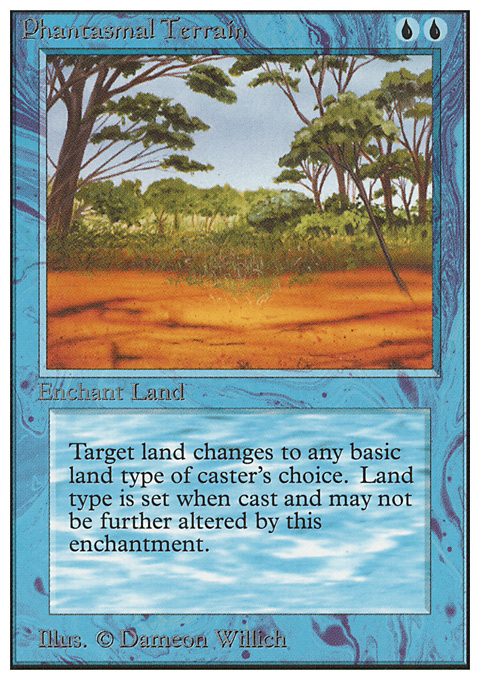 Phantasmal Terrain
Enchant Land
Target land changes to any basic
land type of caster's choice. Land
type is set when cast and may not
be further altered by this
enchantment.
Illus. © Dameon Willich